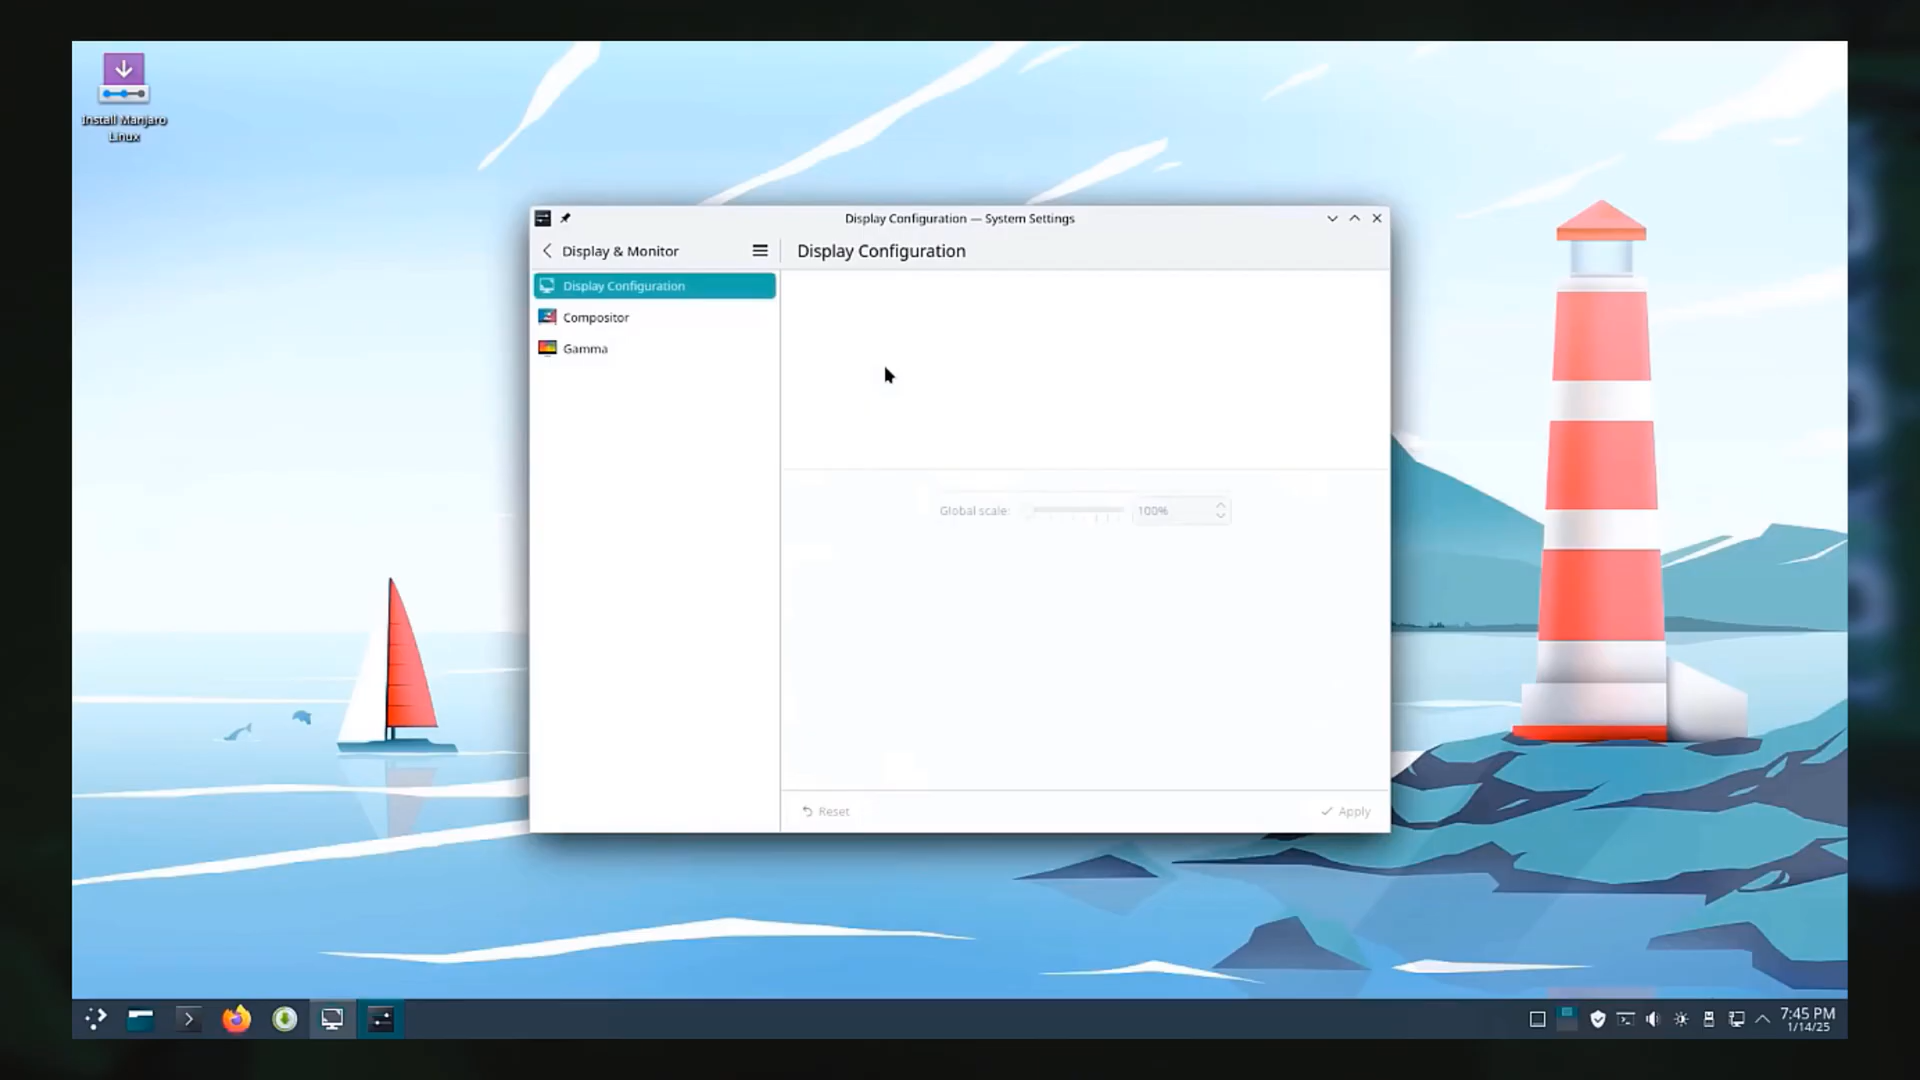 Install Manjaro
Linux
Display Configuration — System Settings
Display & Monitor
Display Configuration
Display Configuration
Compositor
Gamma
Global scale:
100%
Reset
Apply
7:45 PM
1/14/25